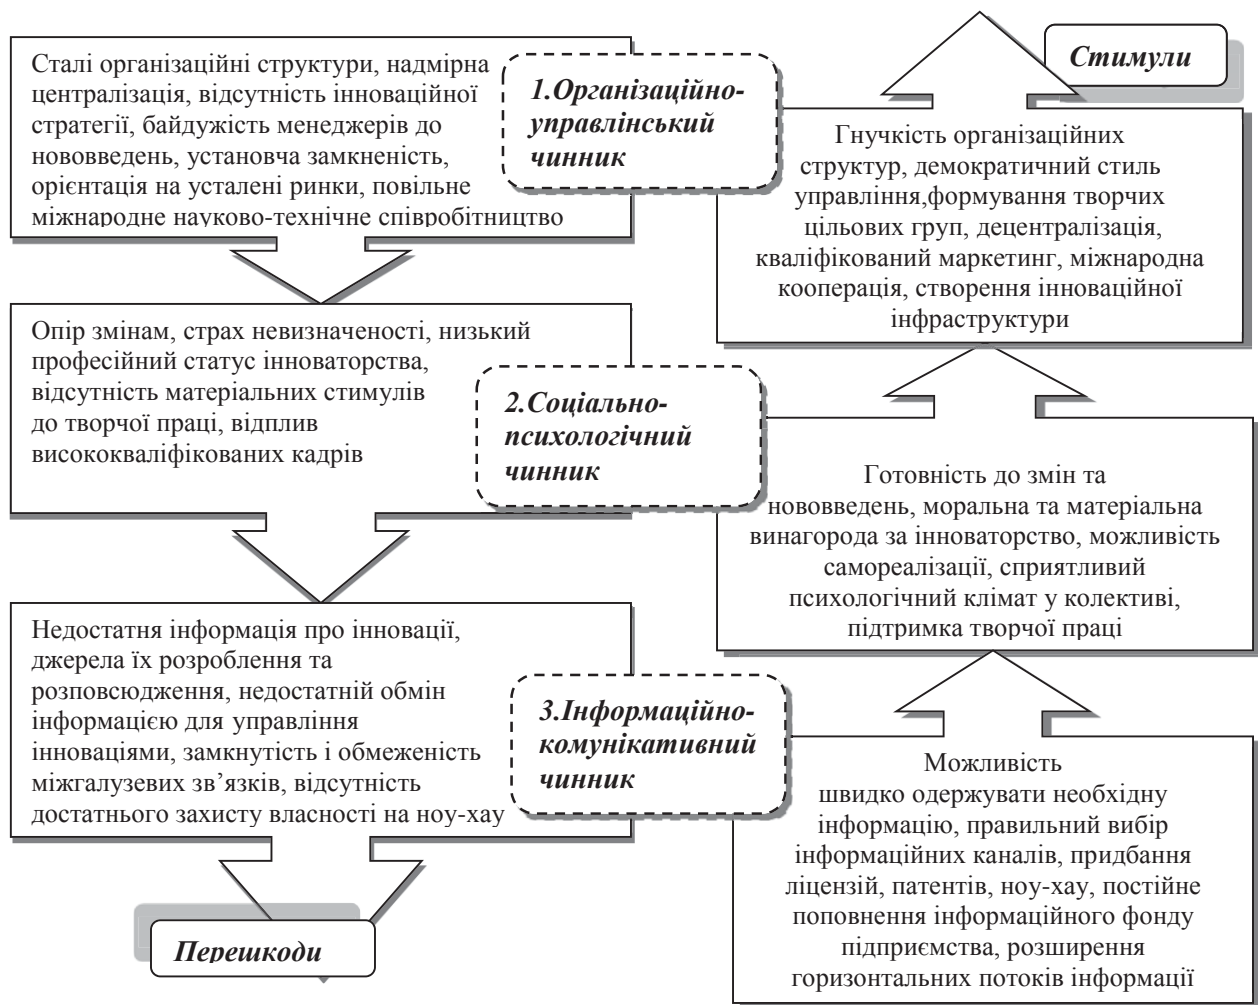 Стимули
Сталі організаційні структури, надмірна
централізація, відсутність інноваційної
стратегії, байдужість менеджерів до
нововведень, установча замкненість,
орієнтація на усталені ринки, повільне
міжнародне науково-технічне співробітництво
1.Організаційно-
управлінський
чинник
Гнучкість організаційних
структур, демократичний стиль
управління,формування творчих
цільових груп, децентралізація,
кваліфікований маркетинг, міжнародна
кооперація, створення інноваційної
інфраструктури
Опір змінам, страх невизначеності, низький
професійний статус інноваторства,
відсутність матеріальних стимулів
до творчої праці, відплив
висококваліфікованих кадрів
2.Соціально-
психологічний
чинник
Готовність до змін та
нововведень, моральна та матеріальна
винагорода за інноваторство, можливість
самореалізації, сприятливий
психологічний клімат у колективі,
підтримка творчої праці
Недостатня інформація про інновації,
джерела їх розроблення та
розповсюдження, недостатній обмін
інформацією для управління
інноваціями, замкнутість і обмеженість
міжгалузевих зв’язків, відсутність
достатнього захисту власності на ноу-хау
3.Інформаційно-
комунікативний
чинник
Можливість
швидко одержувати необхідну
інформацію, правильний вибір
інформаційних каналів, придбання
ліцензій, патентів, ноу-хау, постійне
поповнення інформаційного фонду
підприємства, розширення
горизонтальних потоків інформації
Перешкоди